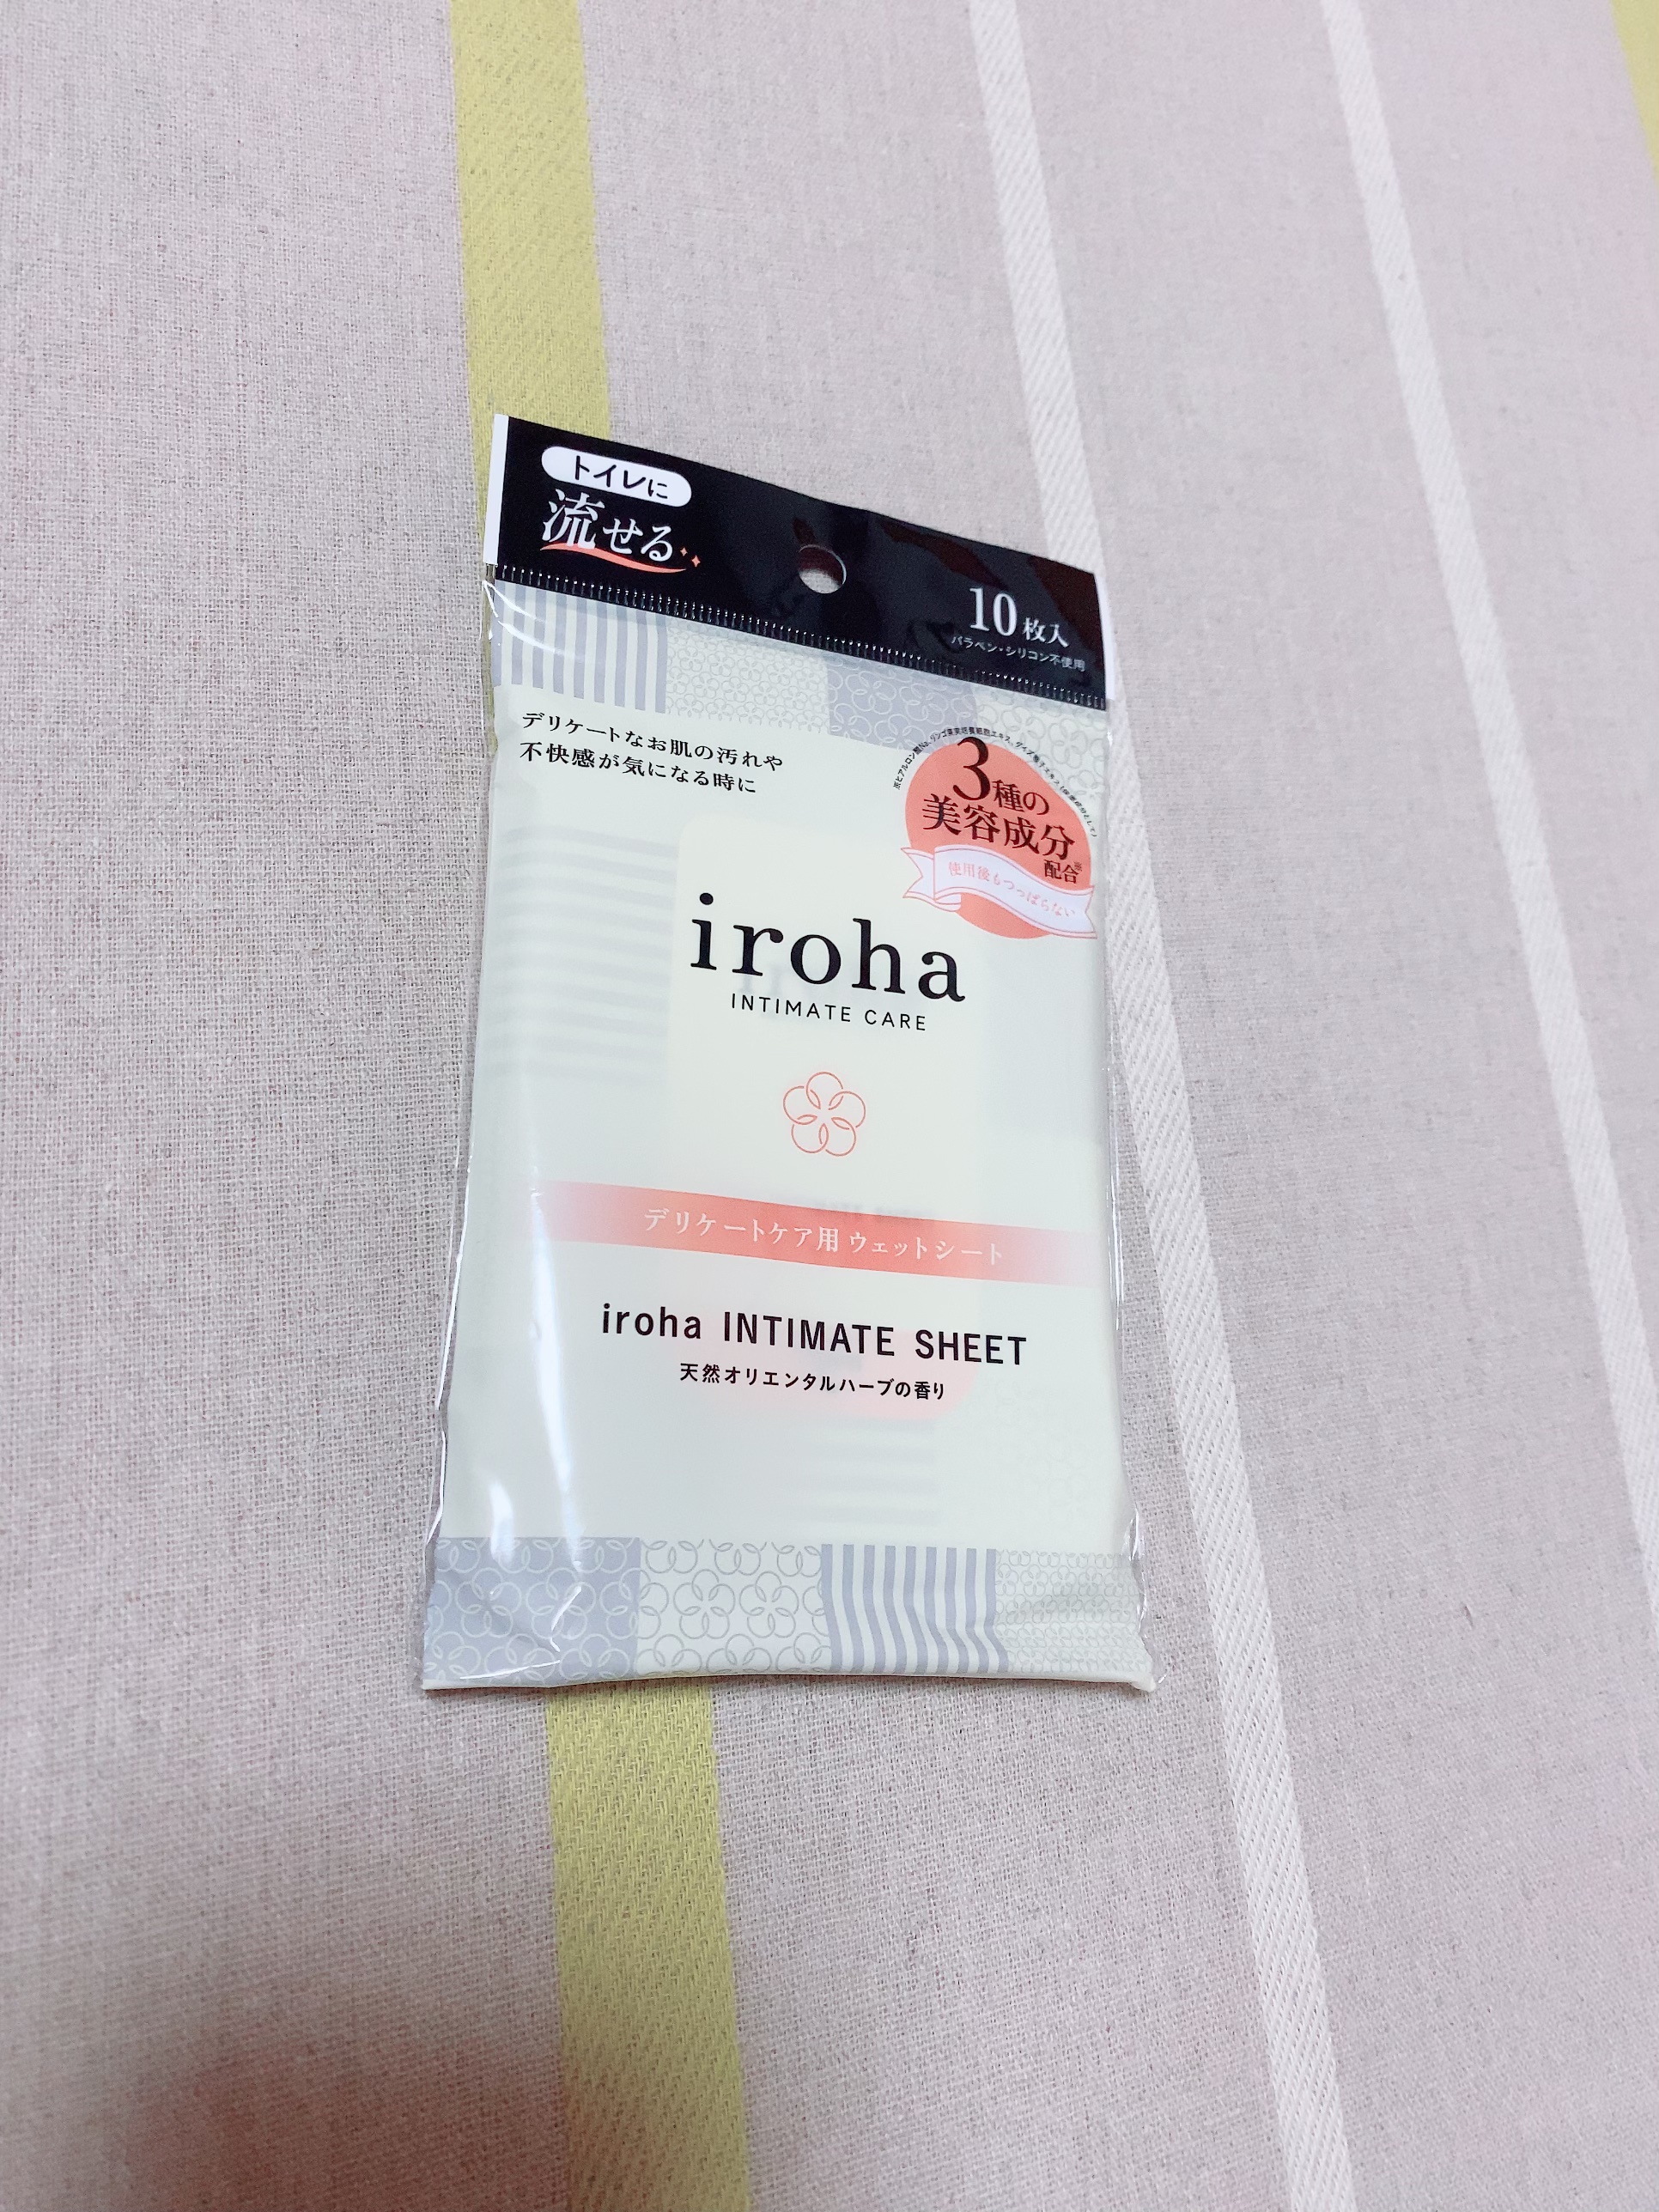 トイレに
流せる
10枚入
パラベン・シリコン不使用
デリケートなお肌の汚れや
不快感が気になる時に
3種の
美容成分
配合※
使用後もつっぱらない
iroha
INTIMATE CARE
デリケートケア用 ウェットシート
iroha INTIMATE SHEET
天然オリエンタルハーブの香り